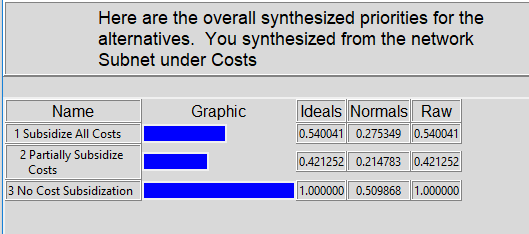 Here are the overall synthesized priorities for the
alternatives.  You synthesized from the network
Subnet under Costs
Name Graphic Ideals Normals Raw
1 Subsidize All Costs 0.540041 0.275349 0.540041
2 Partially Subsidize
Costs 0.421252 0.214783 0.421252
3 No Cost Subsidization 1.000000 0.509868 1.000000